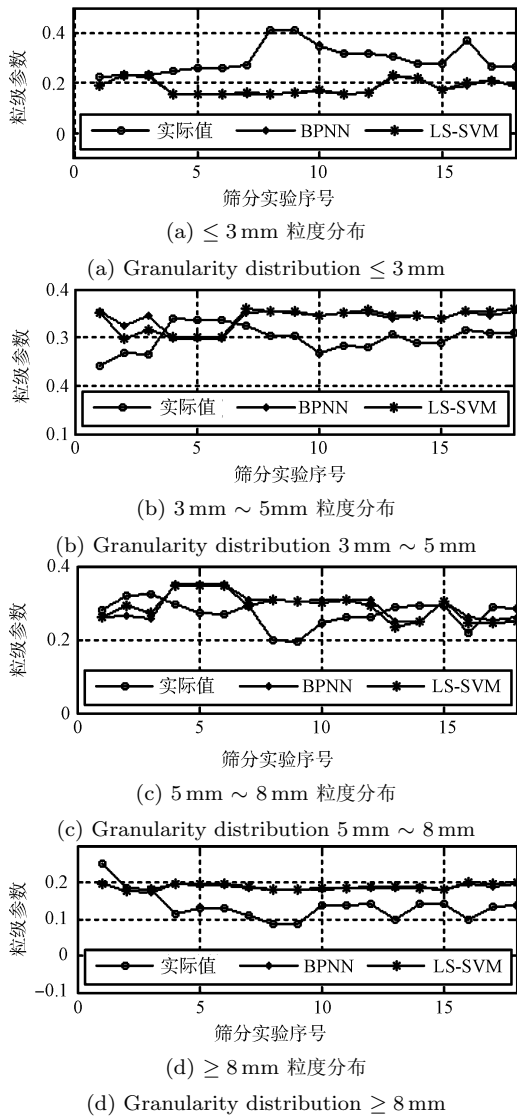 0.4
0.2
0
粒级参数
实际值 BPNN LS-SVM
0 5 10 15
筛分实验序号
(a) ≤ 3 mm 粒度分布
(a) Granularity distribution ≤ 3 mm
0.4
0.3
0.4
0.1
粒级参数
实际值 BPNN LS-SVM
0 5 10 15
筛分实验序号
(b) 3 mm ∼ 5mm 粒度分布
(b) Granularity distribution 3 mm ∼ 5 mm
0.4
0.2
0
粒级参数
实际值 BPNN LS-SVM
0 5 10 15
筛分实验序号
(c) 5 mm ∼ 8 mm 粒度分布
(c) Granularity distribution 5 mm ∼ 8 mm
0.2
0.1
0
−0.1
粒级参数
实际值 BPNN LS-SVM
0 5 10 15
筛分实验序号
(d) ≥ 8 mm 粒度分布
(d) Granularity distribution ≥ 8 mm